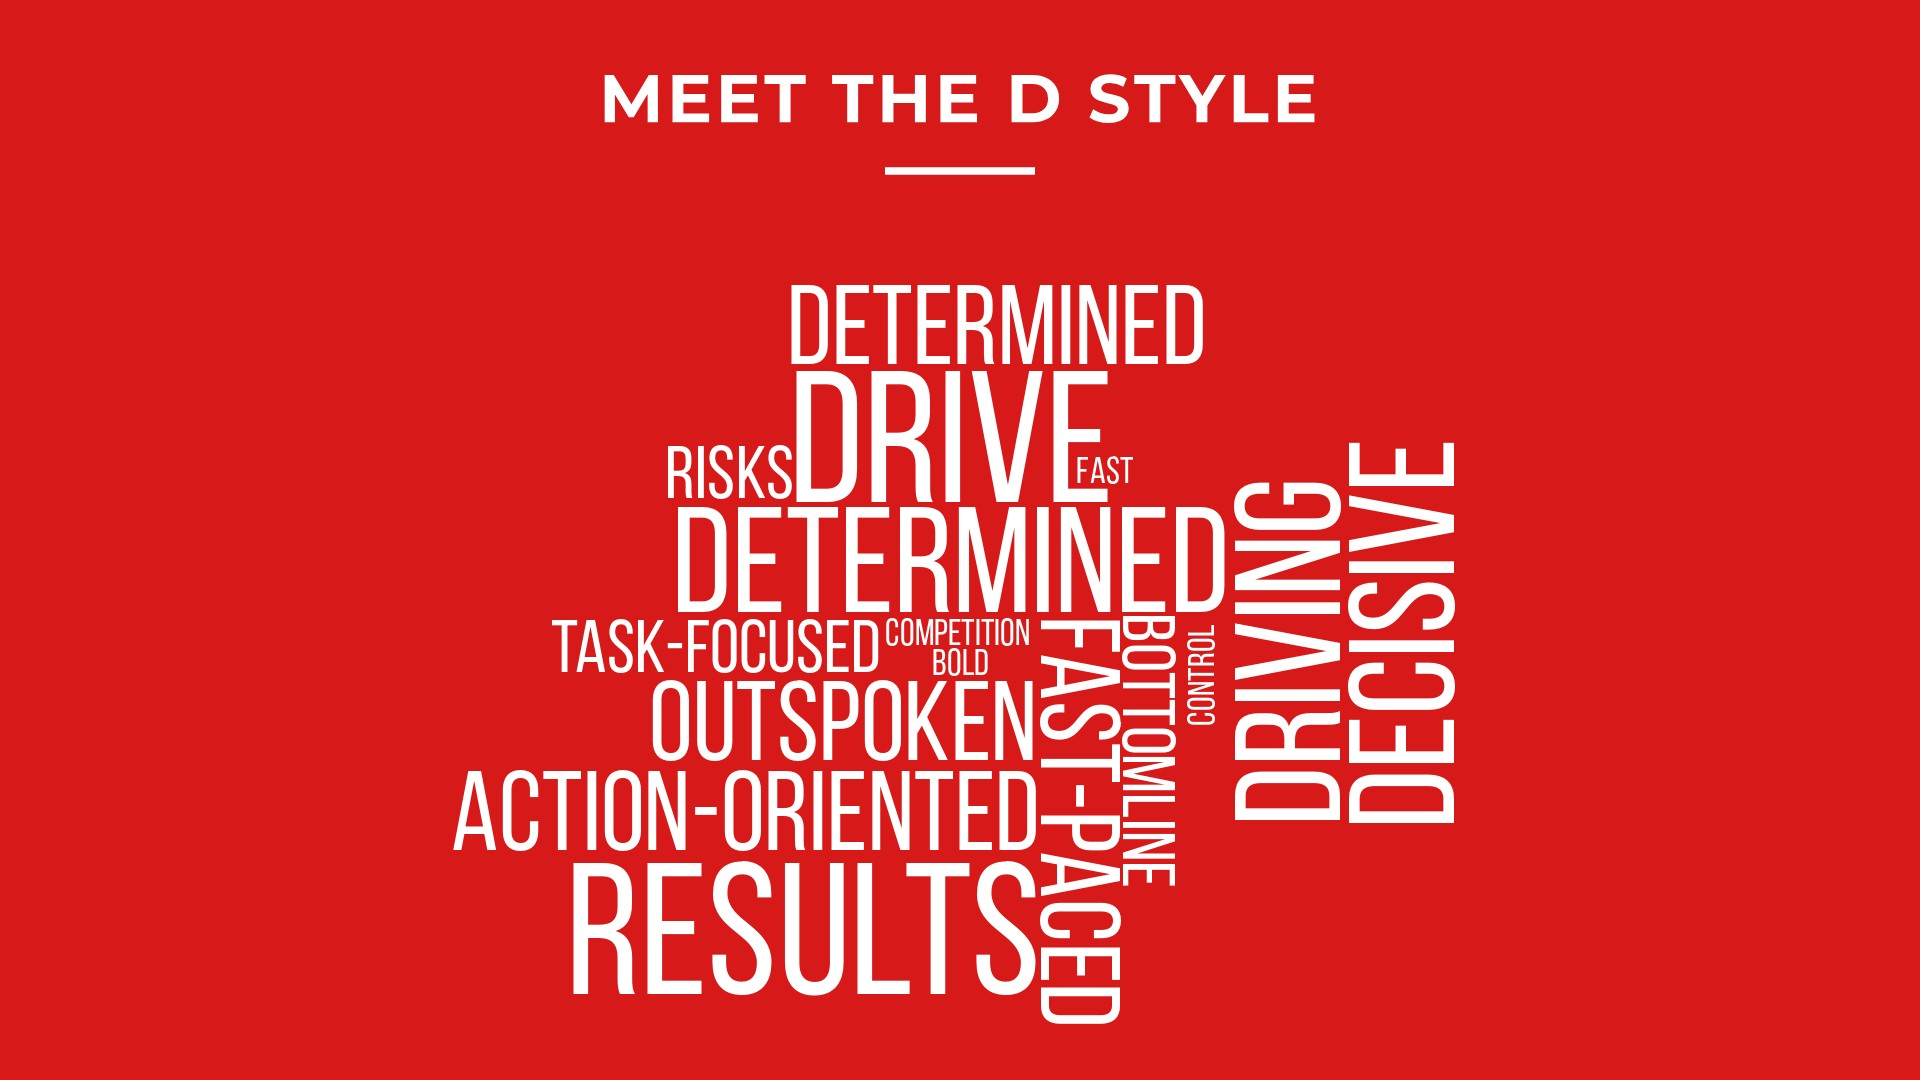 MEET THE D STYLE
DETERMINED
DRIVE
RISKS
FAST
DETERMINED
TASK-FOCUSED
COMPETITION
BOLD
OUTSPOKEN
ACTION-ORIENTED
RESULTS
FAST-PACED
BOTTOMLINE
CONTROL
DRIVING
DECISIVE